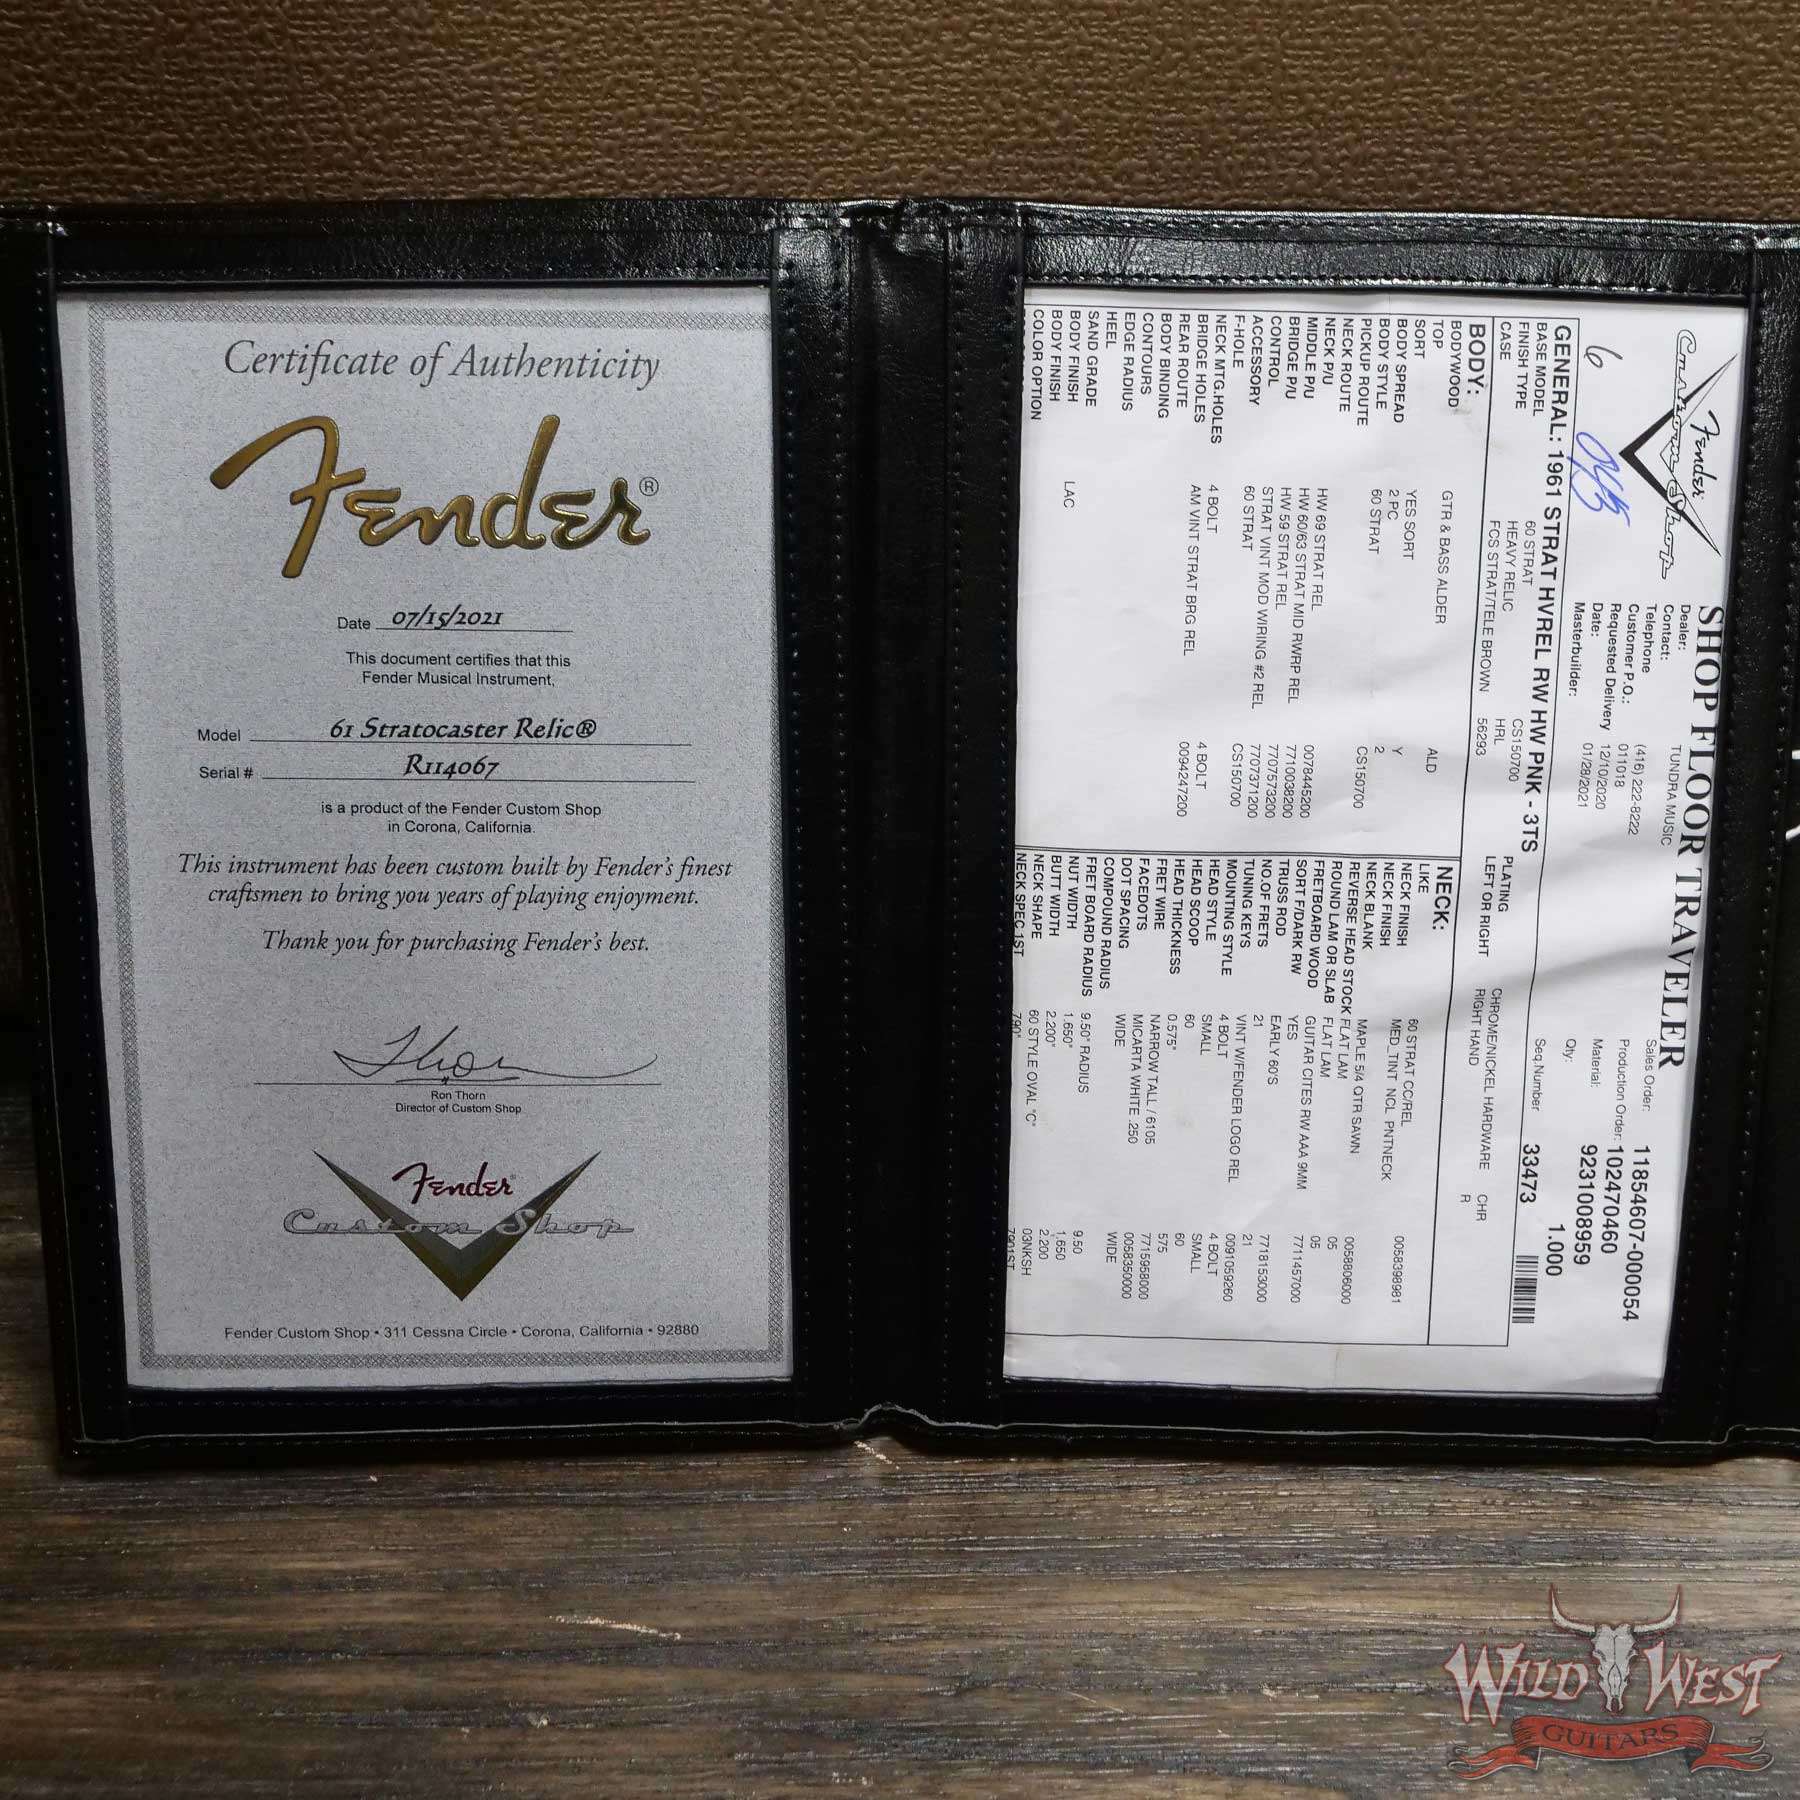 Certificate of Authenticity
Fender®
Date 07/15/2021
This document certifies that this
Fender Musical Instrument,
Model 61 Stratocaster Relic®
Serial # R114067
is a product of the Fender Custom Shop
in Corona, California.
This instrument has been custom built by Fender's finest
craftsmen to bring you years of playing enjoyment.
Thank you for purchasing Fender's best.
Ron Thorn
Director of Custom Shop
Fender
Custom Shop
Fender Custom Shop • 311 Cessna Circle • Corona, California • 92880
Fender
Custom Shop
6
SHOP FLOOR TRAVELER
Dealer: TUNDRA MUSIC
Contact:
Telephone (416) 222-8222
Customer P.O.: 011018
Requested Delivery 12/10/2020
Date: 01/28/2021
Masterbuilder:
Sales Order: 11854607-0000054
Production Order: 102470460
Material: 9231008959
Qty: 1.000
GENERAL: 1961 STRAT HVREL RW HW PNK - 3TS
Seq.Number 33473
BASE MODEL 60 STRAT CS150700
FINISH TYPE HEAVY RELIC HRL
CASE FCS STRAT/TELE BROWN 56293
PLATING CHROME/NICKEL HARDWARE CHR
LEFT OR RIGHT RIGHT HAND R
BODY:
BODYWOOD GTR & BASS ALDER ALD
TOP
SORT YES SORT Y
BODY SPREAD 2 PC 2
BODY STYLE 60 STRAT CS150700
PICKUP ROUTE
NECK ROUTE
NECK P/U HW 69 STRAT REL 0078445200
MIDDLE P/U HW 60/63 STRAT MID RWRP REL 7710038200
BRIDGE P/U HW 59 STRAT REL 7707573200
CONTROL STRAT VINT MOD WIRING #2 REL 7707371200
ACCESSORY 60 STRAT CS150700
F-HOLE
NECK MTG.HOLES 4 BOLT 4 BOLT
BRIDGE HOLES AM VINT STRAT BRG REL 0094247200
REAR ROUTE
BODY BINDING
CONTOURS
EDGE RADIUS
HEEL
SAND GRADE
BODY FINISH LAC
BODY FINISH
COLOR OPTION
NECK:
LIKE
NECK FINISH 60 STRAT CC/REL
NECK FINISH MED_TINT NCL PNTNECK 0058398981
NECK BLANK
REVERSE HEAD STOCK MAPLE 5/4 QTR SAWN 0058806000
ROUND LAM OR SLAB FLAT LAM 05
FRETBOARD WOOD FLAT LAM 05
SORT F/DARK RW GUITAR CITES RW AAA 9MM 7711457000
TRUSS ROD YES
NO.OF FRETS EARLY 60'S 7718153000
TUNING KEYS 21 21
MOUNTING STYLE VINT W/FENDER LOGO REL 0091059260
HEAD STYLE 4 BOLT 4 BOLT
HEAD SCOOP SMALL SMALL
HEAD THICKNESS 60 60
FRET WIRE 0.575" 575
FACEDOTS NARROW TALL / 6105 7715958000
DOT SPACING MICARTA WHITE .250 0058350000
COMPOUND RADIUS WIDE WIDE
FRET BOARD RADIUS
NUT WIDTH 9.50" RADIUS 9.50
BUTT WIDTH 1.650" 1.650
NECK SHAPE 2.200" 2.200
NECK SPEC 1ST 60 STYLE OVAL "C" 03NKSH
.790" 7901ST
WILD WEST
GUITARS